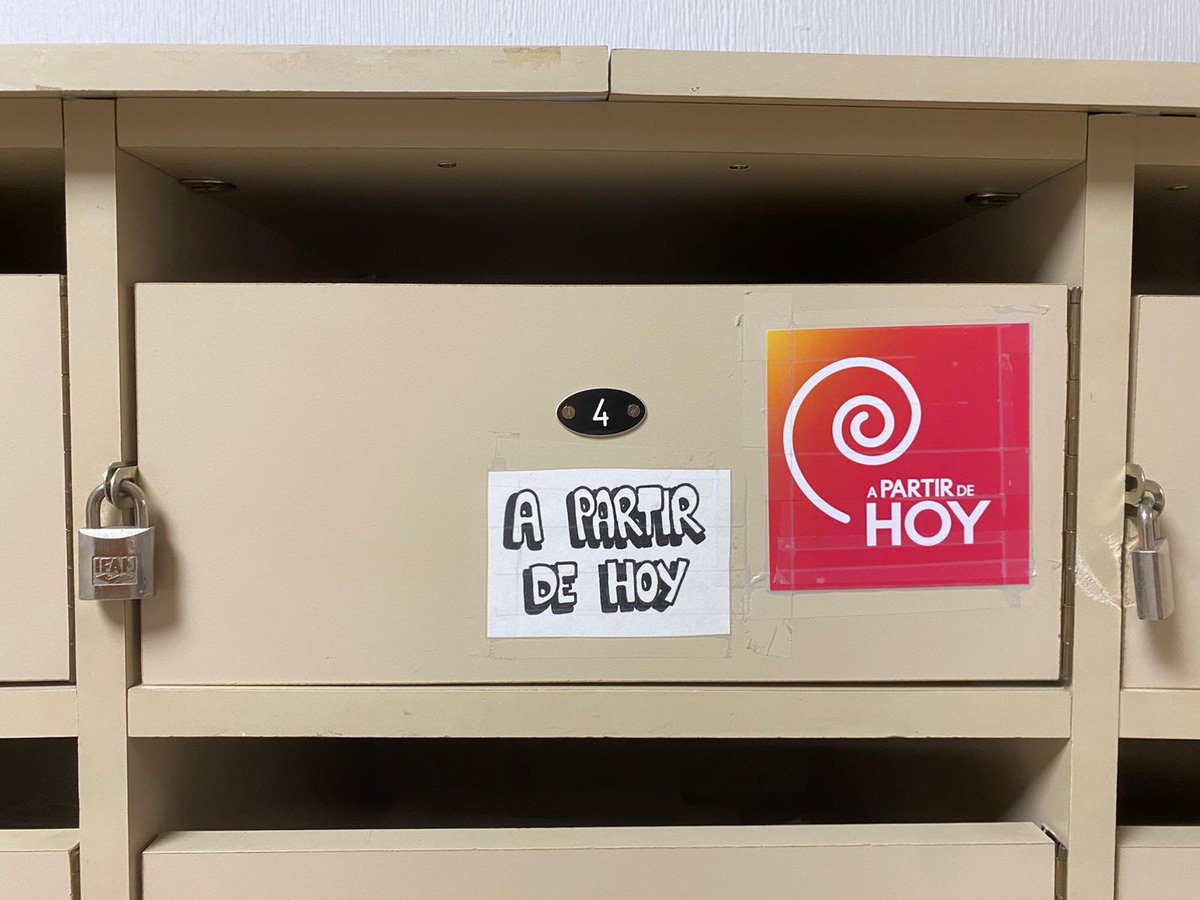 4
A PARTIR
DE HOY
A PARTIR DE
HOY
IFAM